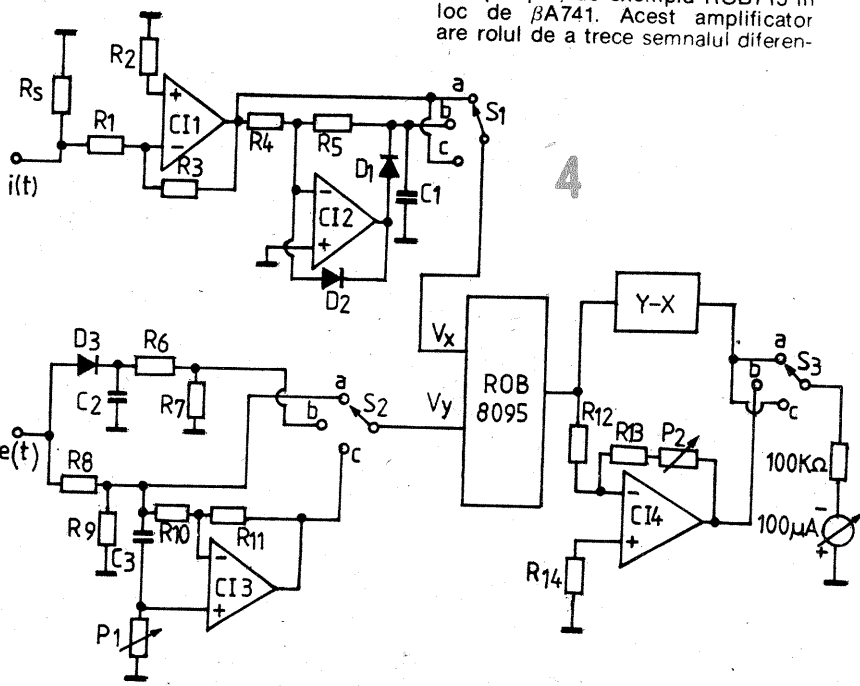 loc de βA741. Acest amplificator
are rolul de a trece semnalul diferen-
4
Rs
R2
R1
+
CI1
-
R3
i(t)
R4
R5
D1
C1
-
CI2
+
D2
a
b
c
S1
Vx
Vy
ROB
8095
Y-X
D3
R6
C2
R7
a
b
c
S2
e(t)
R8
R9
C3
R10
R11
-
CI3
+
P1
R12
R13
P2
-
CI4
+
R14
a
b
c
S3
100KΩ
100μA
-
+